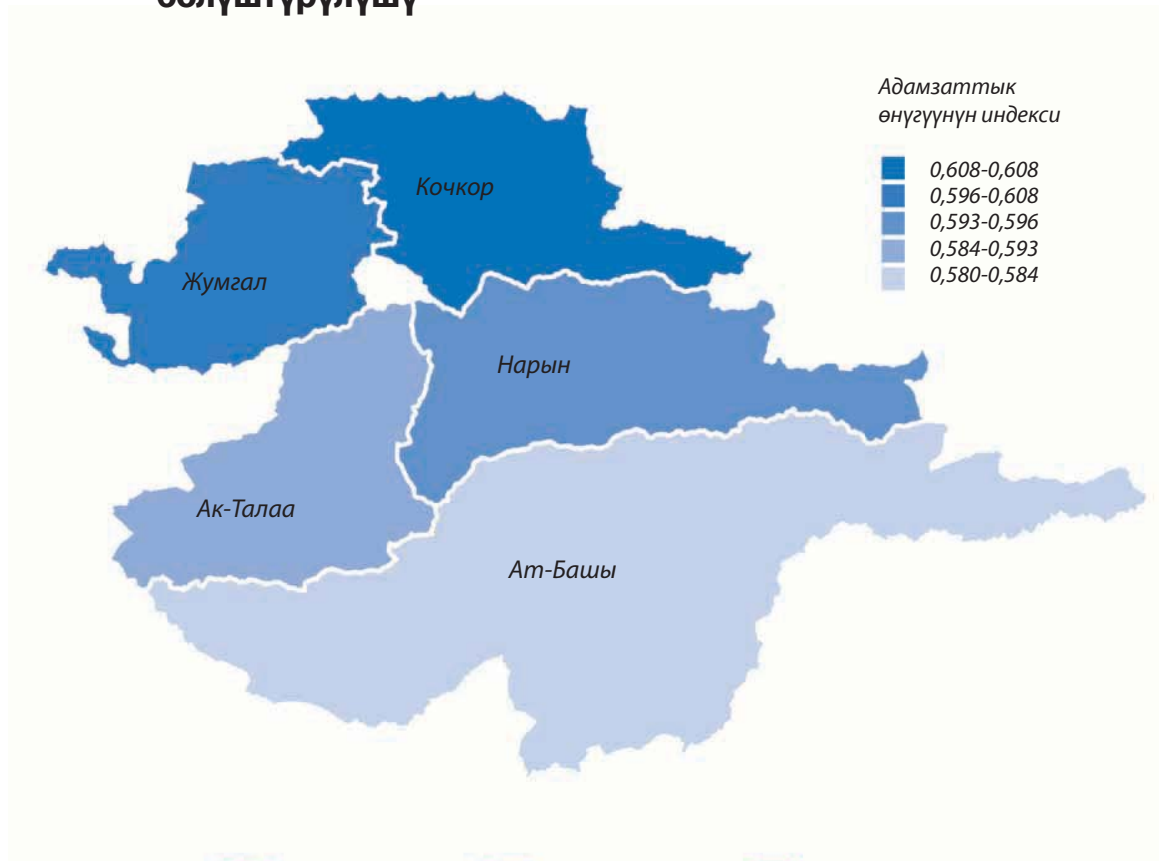 бөлүштүрүлүшү
Адамзаттык
өнүгүүнүн индекси
0,608-0,608
0,596-0,608
0,593-0,596
0,584-0,593
0,580-0,584
Кочкор
Жумгал
Нарын
Ак-Талаа
Ат-Башы